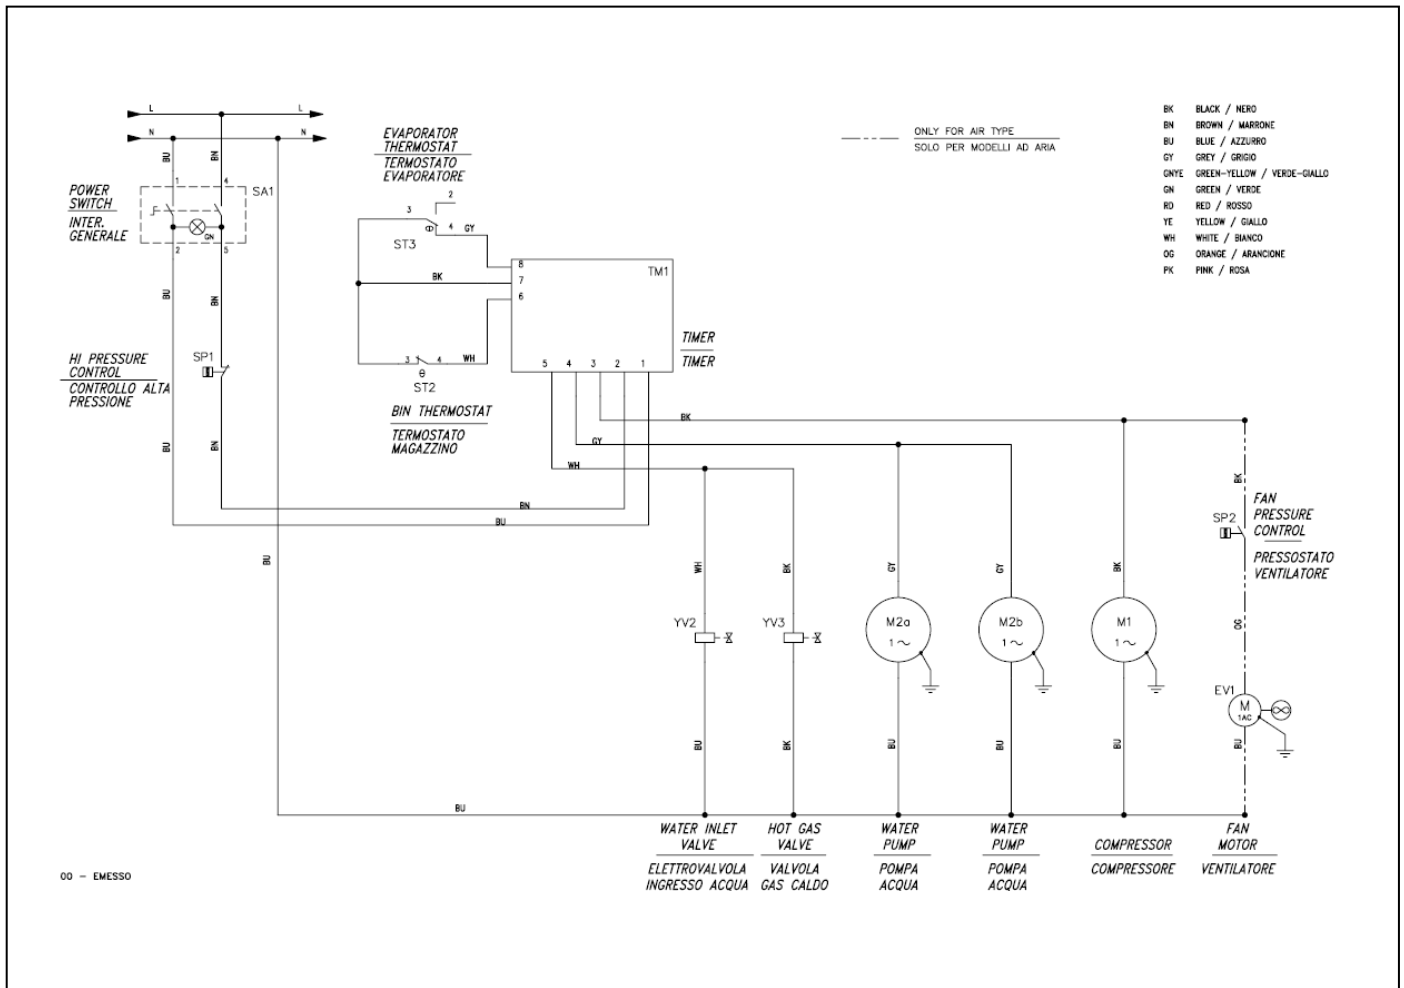 L
L
N
N
BU
BN
1
4
SA1
POWER
SWITCH
INTER.
GENERALE
GN
2
5
BU
BN
HI PRESSURE
CONTROL
CONTROLLO ALTA
PRESSIONE
SP1
BU
BN
EVAPORATOR
THERMOSTAT
TERMOSTATO
EVAPORATORE
2
3
4
GY
ST3
BK
8
7
6
TM1
3
4
WH
θ
ST2
BIN THERMOSTAT
TERMOSTATO
MAGAZZINO
5
4
3
2
1
TIMER
TIMER
ONLY FOR AIR TYPE
SOLO PER MODELLI AD ARIA
BK BLACK / NERO
BN BROWN / MARRONE
BU BLUE / AZZURRO
GY GREY / GRIGIO
GNYE GREEN-YELLOW / VERDE-GIALLO
GN GREEN / VERDE
RD RED / ROSSO
YE YELLOW / GIALLO
WH WHITE / BIANCO
OG ORANGE / ARANCIONE
PK PINK / ROSA
BK
GY
WH
BN
BU
BU
BK
FAN
PRESSURE
CONTROL
PRESSOSTATO
VENTILATORE
SP2
WH
BK
GY
GY
BK
OG
YV2
YV3
M2a
1~
M2b
1~
M1
1~
EV1
M
1AC
BU
BK
BU
BU
BU
BU
BU
WATER INLET
VALVE
ELETTROVALVOLA
INGRESSO ACQUA
HOT GAS
VALVE
VALVOLA
GAS CALDO
WATER
PUMP
POMPA
ACQUA
WATER
PUMP
POMPA
ACQUA
COMPRESSOR
COMPRESSORE
FAN
MOTOR
VENTILATORE
00 - EMESSO